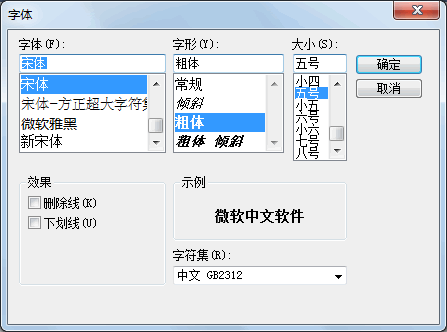 字体
字体(F):
宋体
宋体
宋体-方正超大字符集
微软雅黑
新宋体
字形(Y):
粗体
常规
倾斜
粗体
粗体 倾斜
大小(S):
五号
小四
五号
小五
六号
小六
七号
八号
确定
取消
效果
删除线(K)
下划线(U)
示例
微软中文软件
字符集(R):
中文 GB2312